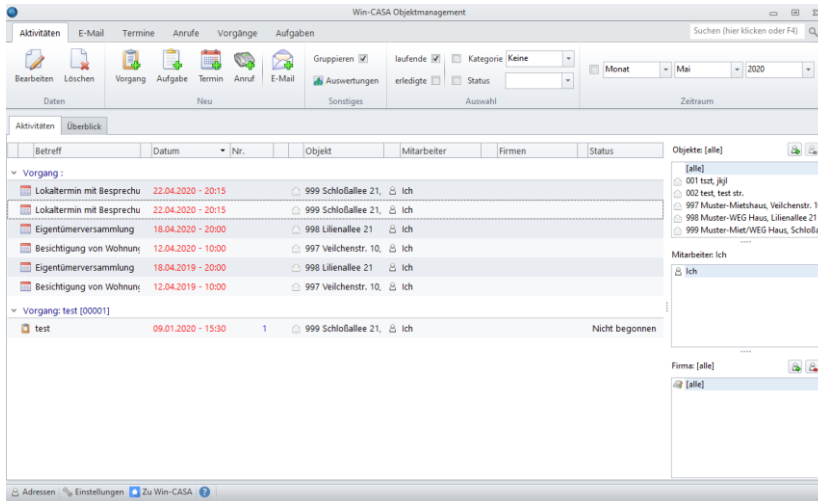 Win-CASA Objektmanagement
Aktivitäten E-Mail Termine Anrufe Vorgänge Aufgaben
Suchen (hier klicken oder F4)
Bearbeiten Löschen Vorgang Aufgabe Termin Anruf E-Mail
Gruppieren laufende Kategorie Keine
Monat Mai 2020
Auswertungen erledigte Status
Daten Neu Sonstiges Auswahl Zeitraum
Aktivitäten Überblick
Betreff Datum Nr. Objekt Mitarbeiter Firmen Status
Vorgang :
Lokaltermin mit Besprechu 22.04.2020 - 20:15 999 Schloßallee 21, Ich
Lokaltermin mit Besprechu 22.04.2020 - 20:15 999 Schloßallee 21, Ich
Eigentümerversammlung 18.04.2020 - 20:00 998 Lilienallee 21 Ich
Besichtigung von Wohnung 12.04.2020 - 10:00 997 Veilchenstr. 10, Ich
Eigentümerversammlung 18.04.2019 - 20:00 998 Lilienallee 21 Ich
Besichtigung von Wohnung 12.04.2019 - 10:00 997 Veilchenstr. 10, Ich
Vorgang: test [00001]
test 09.01.2020 - 15:30 1 999 Schloßallee 21, Ich Nicht begonnen
Objekte: [alle]
[alle]
001 tszt, jkjl
002 test, test str.
997 Muster-Mietshaus, Veilchenstr. 1
998 Muster-WEG Haus, Lilienallee 21
999 Muster-Miet/WEG Haus, Schloßa
Mitarbeiter: Ich
Ich
Firma: [alle]
[alle]
Adressen Einstellungen Zu Win-CASA